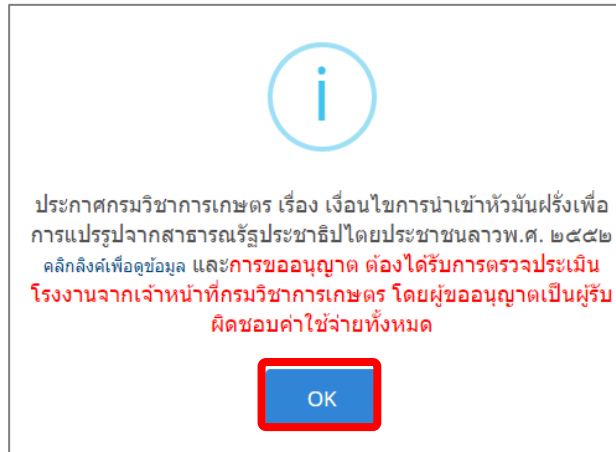 i
ประกาศกรมวิชาการเกษตร เรื่อง เงื่อนไขการนำเข้าหัวมันฝรั่งเพื่อ
การแปรรูปจากสาธารณรัฐประชาธิปไตยประชาชนลาวพ.ศ. ๒๕๕๒
คลิกลิงค์เพื่อดูข้อมูล และการขออนุญาต ต้องได้รับการตรวจประเมิน
โรงงานจากเจ้าหน้าที่กรมวิชาการเกษตร โดยผู้ขออนุญาตเป็นผู้รับ
ผิดชอบค่าใช้จ่ายทั้งหมด
OK